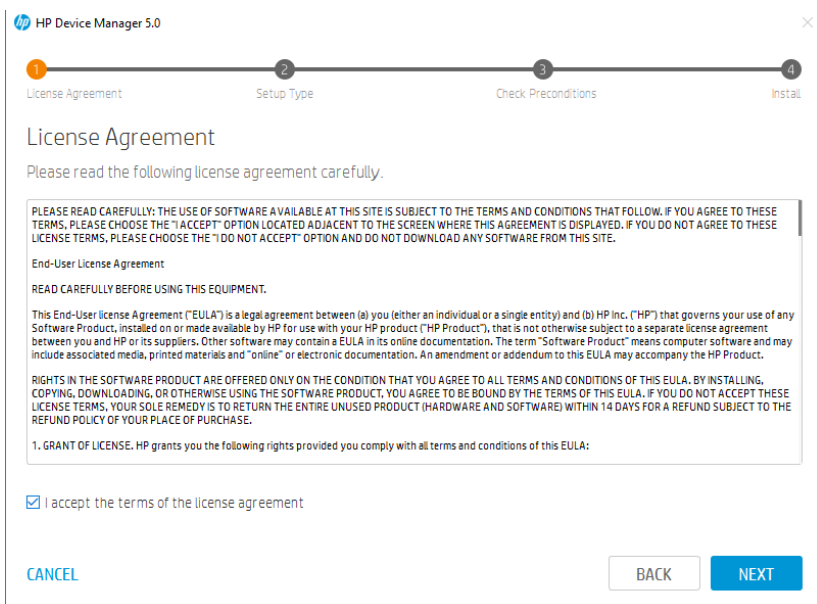 hp HP Device Manager 5.0
1 2 3 4
License Agreement Setup Type Check Preconditions Install
License Agreement
Please read the following license agreement carefully.
PLEASE READ CAREFULLY: THE USE OF SOFTWARE AVAILABLE AT THIS SITE IS SUBJECT TO THE TERMS AND CONDITIONS THAT FOLLOW. IF YOU AGREE TO THESE
TERMS, PLEASE CHOOSE THE "I ACCEPT" OPTION LOCATED ADJACENT TO THE SCREEN WHERE THIS AGREEMENT IS DISPLAYED. IF YOU DO NOT AGREE TO THESE
LICENSE TERMS, PLEASE CHOOSE THE "I DO NOT ACCEPT" OPTION AND DO NOT DOWNLOAD ANY SOFTWARE FROM THIS SITE.
End-User License Agreement
READ CAREFULLY BEFORE USING THIS EQUIPMENT.
This End-User license Agreement ("EULA") is a legal agreement between (a) you (either an individual or a single entity) and (b) HP Inc. ("HP") that governs your use of any
Software Product, installed on or made available by HP for use with your HP product ("HP Product"), that is not otherwise subject to a separate license agreement
between you and HP or its suppliers. Other software may contain a EULA in its online documentation. The term "Software Product" means computer software and may
include associated media, printed materials and "online" or electronic documentation. An amendment or addendum to this EULA may accompany the HP Product.
RIGHTS IN THE SOFTWARE PRODUCT ARE OFFERED ONLY ON THE CONDITION THAT YOU AGREE TO ALL TERMS AND CONDITIONS OF THIS EULA. BY INSTALLING,
COPYING, DOWNLOADING, OR OTHERWISE USING THE SOFTWARE PRODUCT, YOU AGREE TO BE BOUND BY THE TERMS OF THIS EULA. IF YOU DO NOT ACCEPT THESE
LICENSE TERMS, YOUR SOLE REMEDY IS TO RETURN THE ENTIRE UNUSED PRODUCT (HARDWARE AND SOFTWARE) WITHIN 14 DAYS FOR A REFUND SUBJECT TO THE
REFUND POLICY OF YOUR PLACE OF PURCHASE.
1. GRANT OF LICENSE. HP grants you the following rights provided you comply with all terms and conditions of this EULA:
I accept the terms of the license agreement
CANCEL BACK NEXT